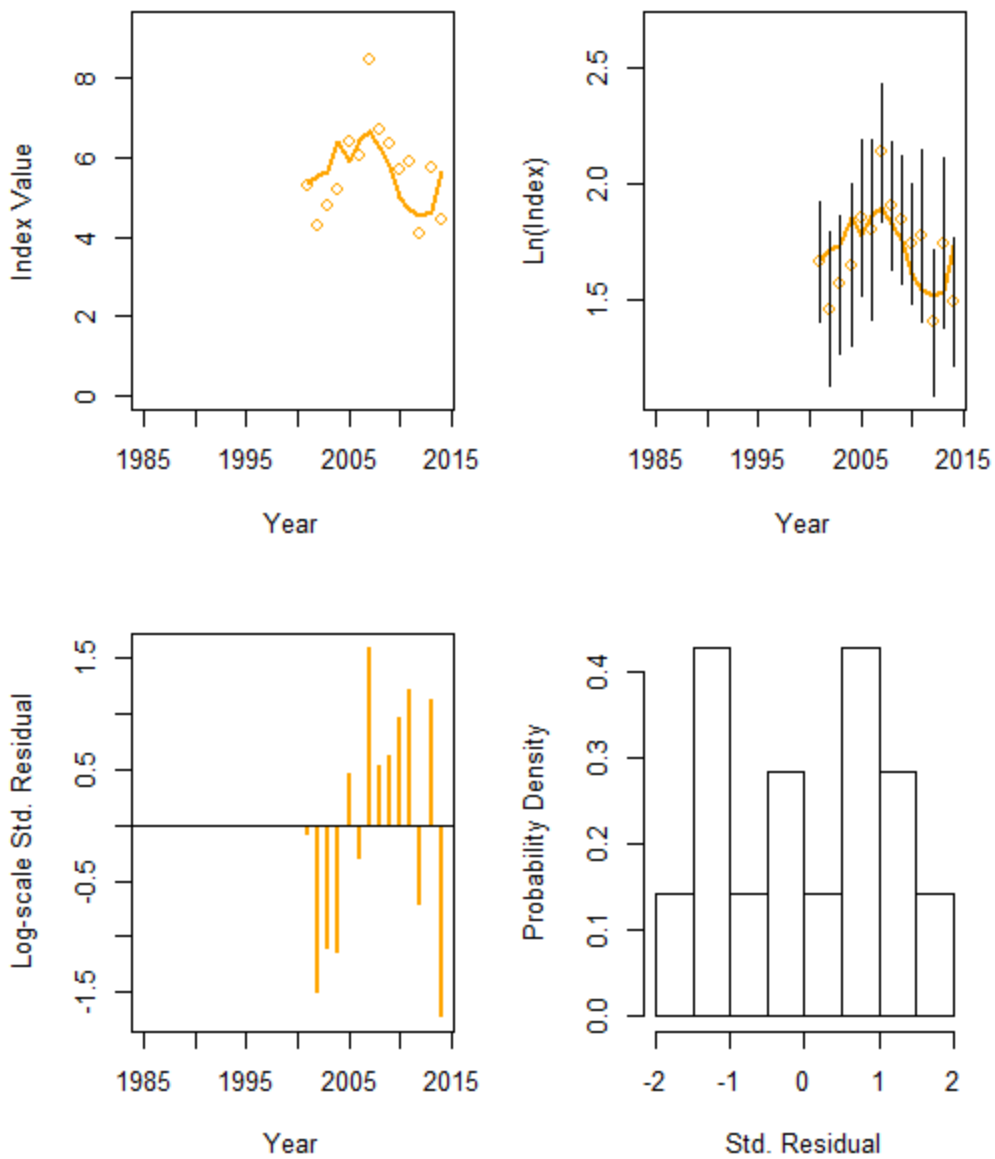 Index Value
8
6
4
2
0
1985 1995 2005 2015
Year
Ln(Index)
2.5
2.0
1.5
1985 1995 2005 2015
Year
Log-scale Std. Residual
1.5
0.5
-0.5
-1.5
1985 1995 2005 2015
Year
Probability Density
0.4
0.3
0.2
0.1
0.0
-2 -1 0 1 2
Std. Residual